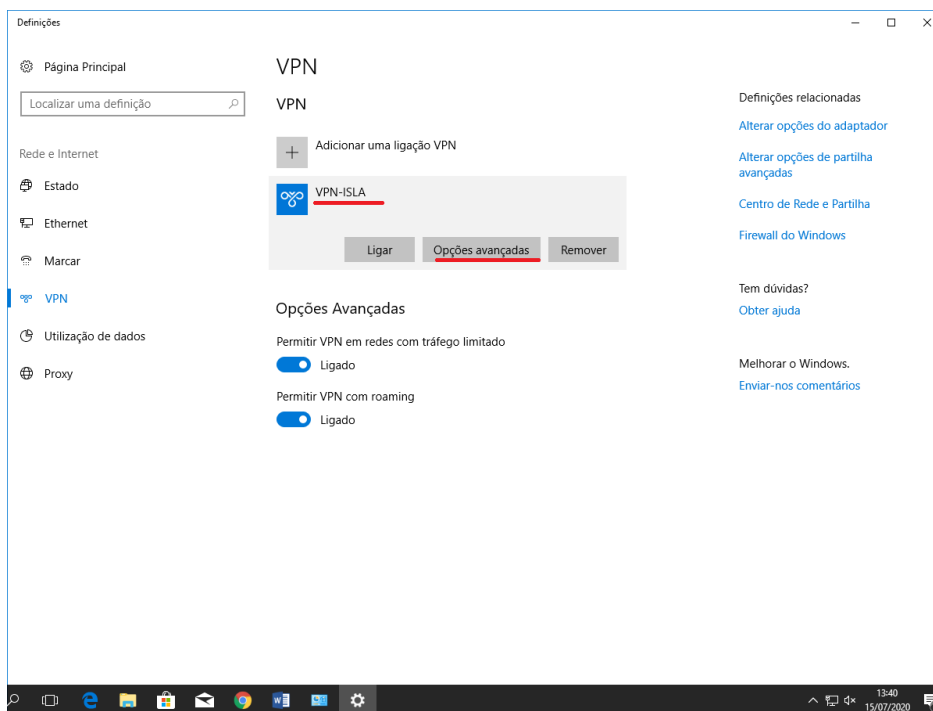 Definições
Página Principal
Localizar uma definição
Rede e Internet
Estado
Ethernet
Marcar
VPN
Utilização de dados
Proxy
VPN
VPN
Adicionar uma ligação VPN
VPN-ISLA
Ligar Opções avançadas Remover
Opções Avançadas
Permitir VPN em redes com tráfego limitado
Ligado
Permitir VPN com roaming
Ligado
Definições relacionadas
Alterar opções do adaptador
Alterar opções de partilha
avançadas
Centro de Rede e Partilha
Firewall do Windows
Tem dúvidas?
Obter ajuda
Melhorar o Windows.
Enviar-nos comentários
13:40
15/07/2020